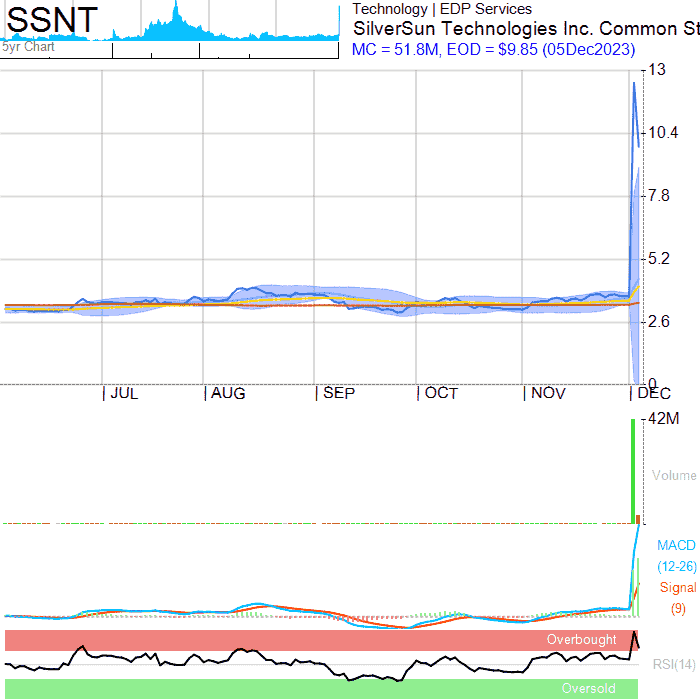 SSNT
5yr Chart
Technology | EDP Services
SilverSun Technologies Inc. Common St
MC = 51.8M, EOD = $9.85 (05Dec2023)
13
10.4
7.8
5.2
2.6
0
JUL AUG SEP OCT NOV DEC
42M
Volume
MACD
(12-26)
Signal
(9)
Overbought
RSI(14)
Oversold